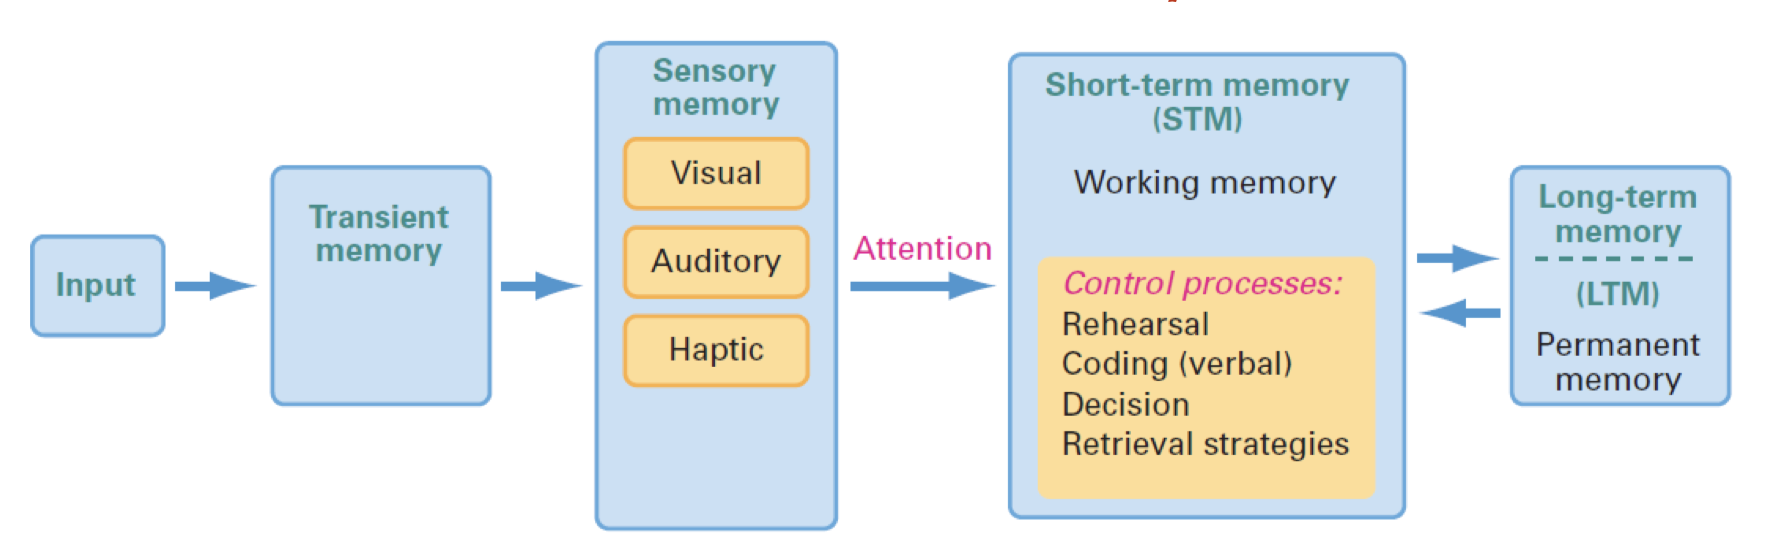 Input
Transient
memory
Sensory
memory
Visual
Auditory
Haptic
Attention
Short-term memory
(STM)
Working memory
Control processes:
Rehearsal
Coding (verbal)
Decision
Retrieval strategies
Long-term
memory
(LTM)
Permanent
memory